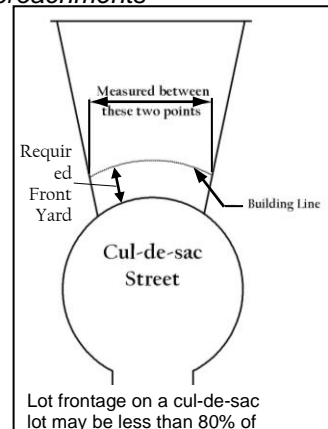 Measured between
these two points
Requir
ed
Front
Yard
Building Line
Cul-de-sac
Street
Lot frontage on a cul-de-sac
lot may be less than 80% of